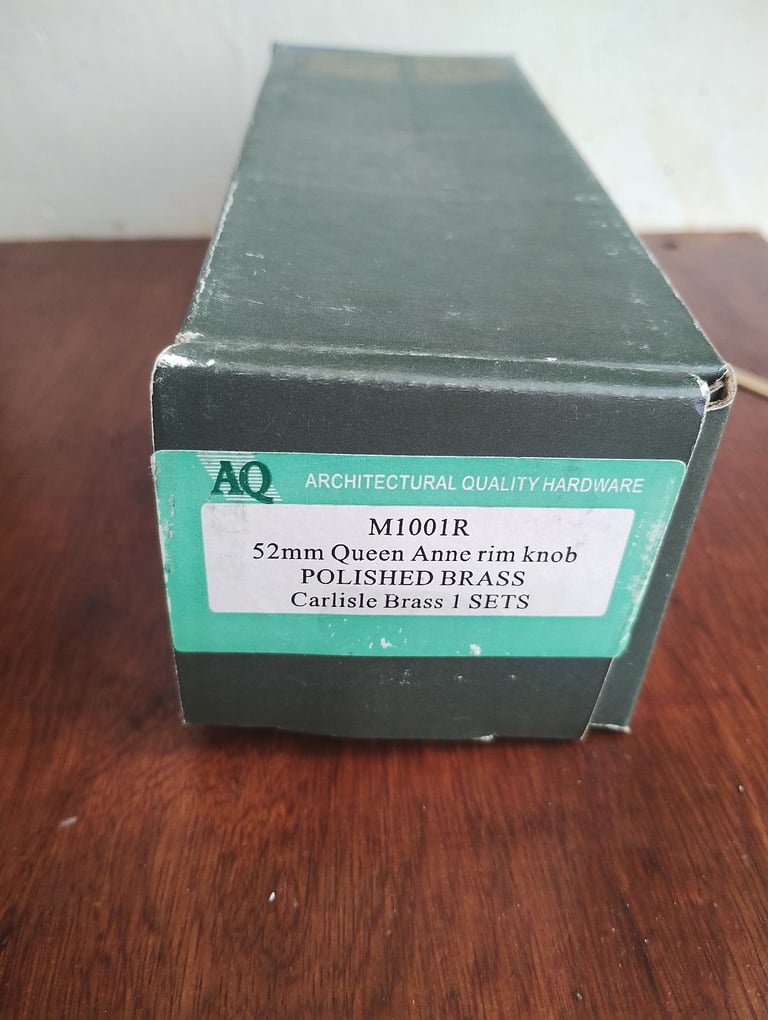 AQ ARCHITECTURAL QUALITY HARDWARE
M1001R
52mm Queen Anne rim knob
POLISHED BRASS
Carlisle Brass 1 SETS